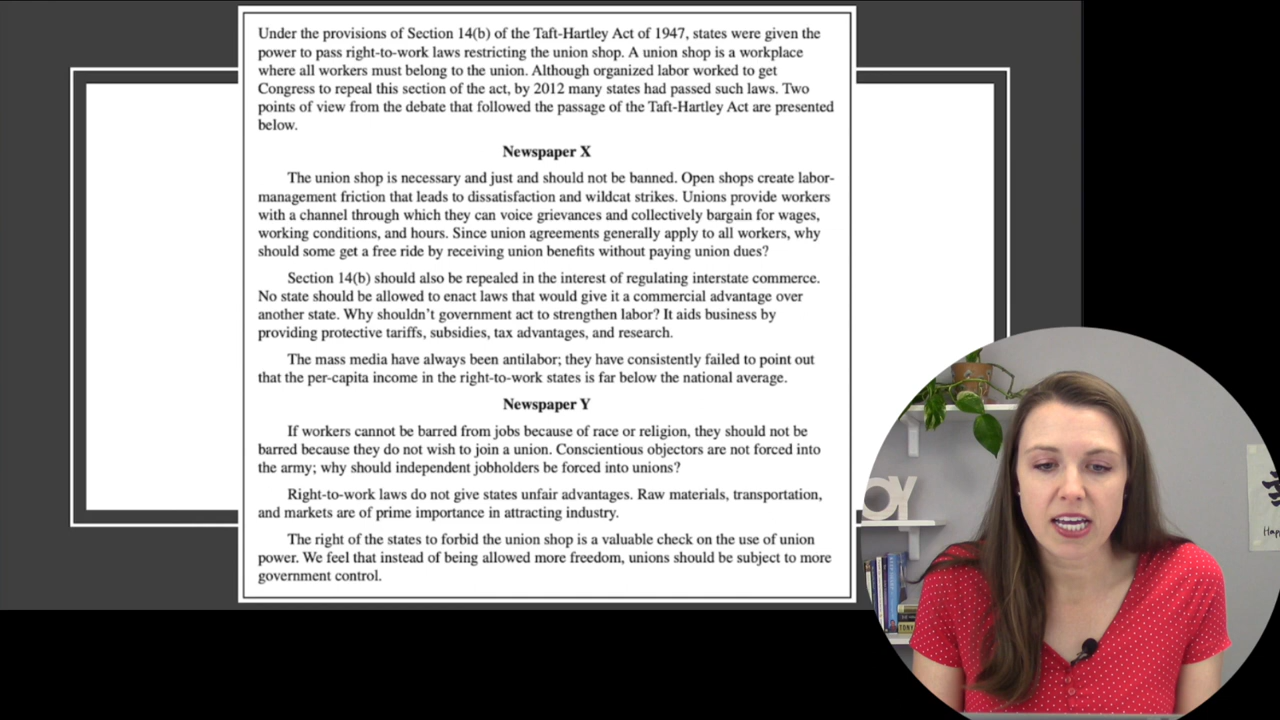 Under the provisions of Section 14(b) of the Taft-Hartley Act of 1947, states were given the
power to pass right-to-work laws restricting the union shop. A union shop is a workplace
where all workers must belong to the union. Although organized labor worked to get
Congress to repeal this section of the act, by 2012 many states had passed such laws. Two
points of view from the debate that followed the passage of the Taft-Hartley Act are presented
below.
Newspaper X
The union shop is necessary and just and should not be banned. Open shops create labor-
management friction that leads to dissatisfaction and wildcat strikes. Unions provide workers
with a channel through which they can voice grievances and collectively bargain for wages,
working conditions, and hours. Since union agreements generally apply to all workers, why
should some get a free ride by receiving union benefits without paying union dues?
Section 14(b) should also be repealed in the interest of regulating interstate commerce.
No state should be allowed to enact laws that would give it a commercial advantage over
another state. Why shouldn't government act to strengthen labor? It aids business by
providing protective tariffs, subsidies, tax advantages, and research.
The mass media have always been antilabor; they have consistently failed to point out
that the per-capita income in the right-to-work states is far below the national average.
Newspaper Y
If workers cannot be barred from jobs because of race or religion, they should not be
barred because they do not wish to join a union. Conscientious objectors are not forced into
the army; why should independent jobholders be forced into unions?
Right-to-work laws do not give states unfair advantages. Raw materials, transportation,
and markets are of prime importance in attracting industry.
The right of the states to forbid the union shop is a valuable check on the use of union
power. We feel that instead of being allowed more freedom, unions should be subject to more
government control.
OY